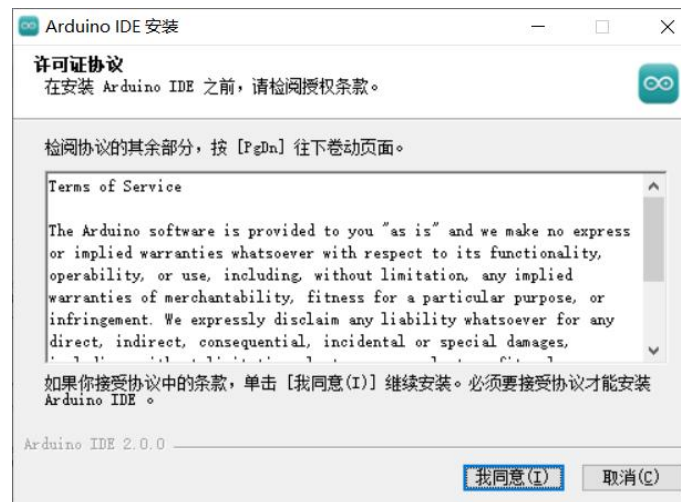 Arduino IDE 安装
许可证协议
在安装 Arduino IDE 之前，请检阅授权条款。
检阅协议的其余部分，按 [PgDn] 往下卷动页面。
Terms of Service
The Arduino software is provided to you "as is" and we make no express
or implied warranties whatsoever with respect to its functionality,
operability, or use, including, without limitation, any implied
warranties of merchantability, fitness for a particular purpose, or
infringement. We expressly disclaim any liability whatsoever for any
direct, indirect, consequential, incidental or special damages,
如果你接受协议中的条款，单击 [我同意(I)] 继续安装。必须要接受协议才能安装
Arduino IDE 。
Arduino IDE 2.0.0
我同意(I)
取消(C)